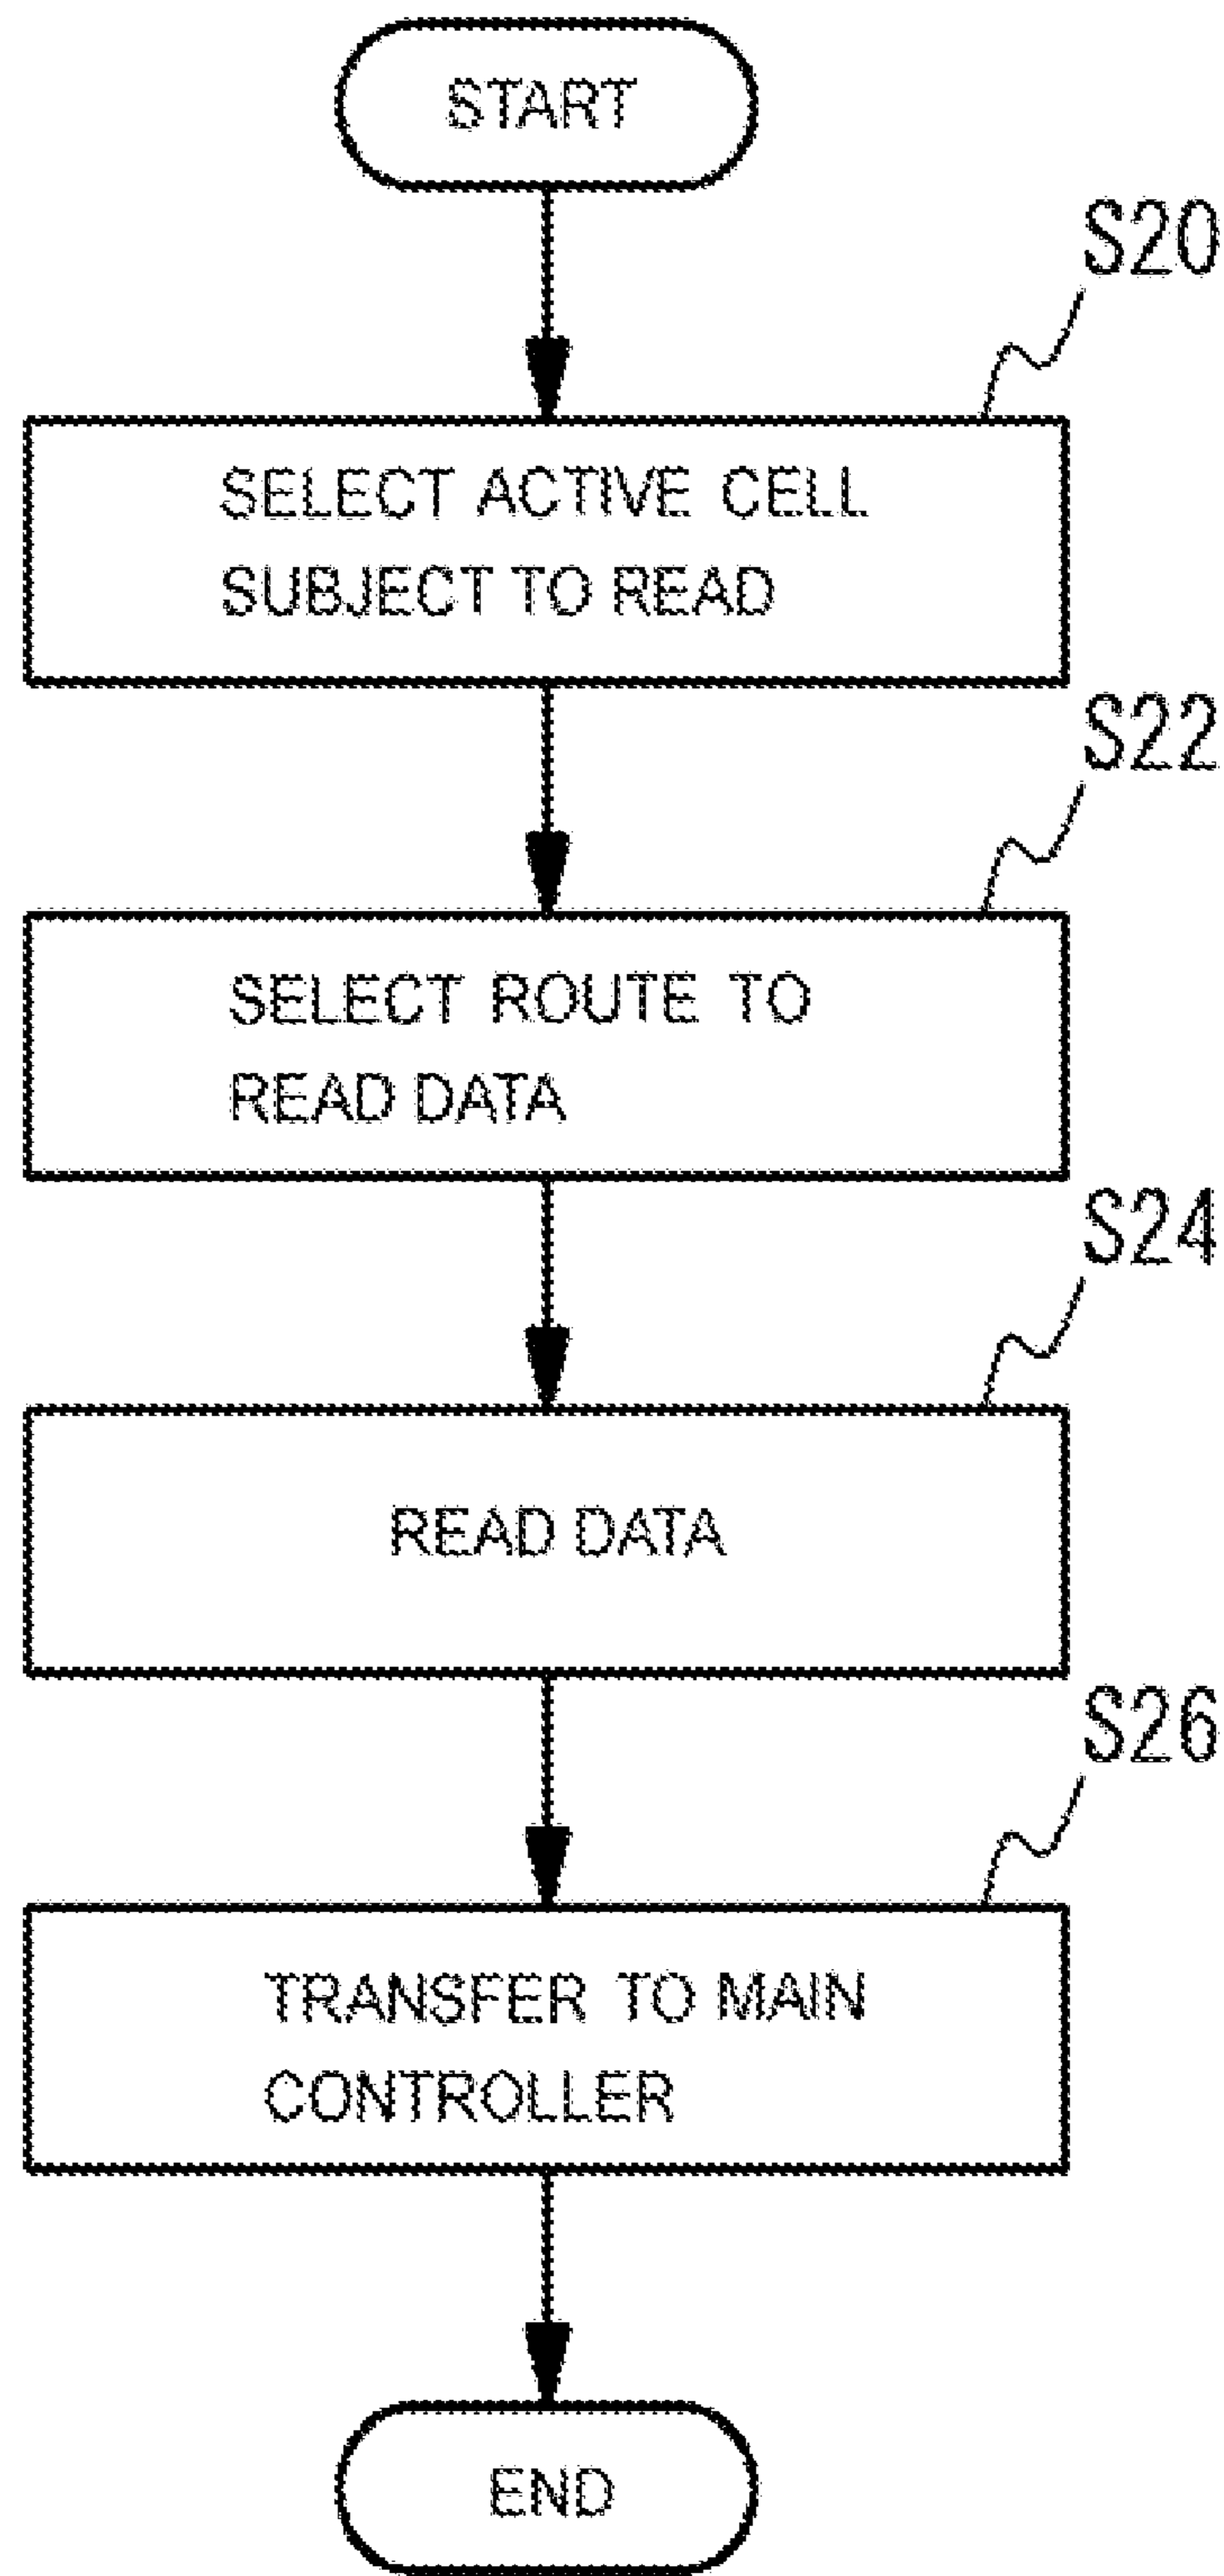 START
S20
SELECT ACTIVE CELL
SUBJECT TO READ
S22
SELECT ROUTE TO
READ DATA
S24
READ DATA
S26
TRANSFER TO MAIN
CONTROLLER
END